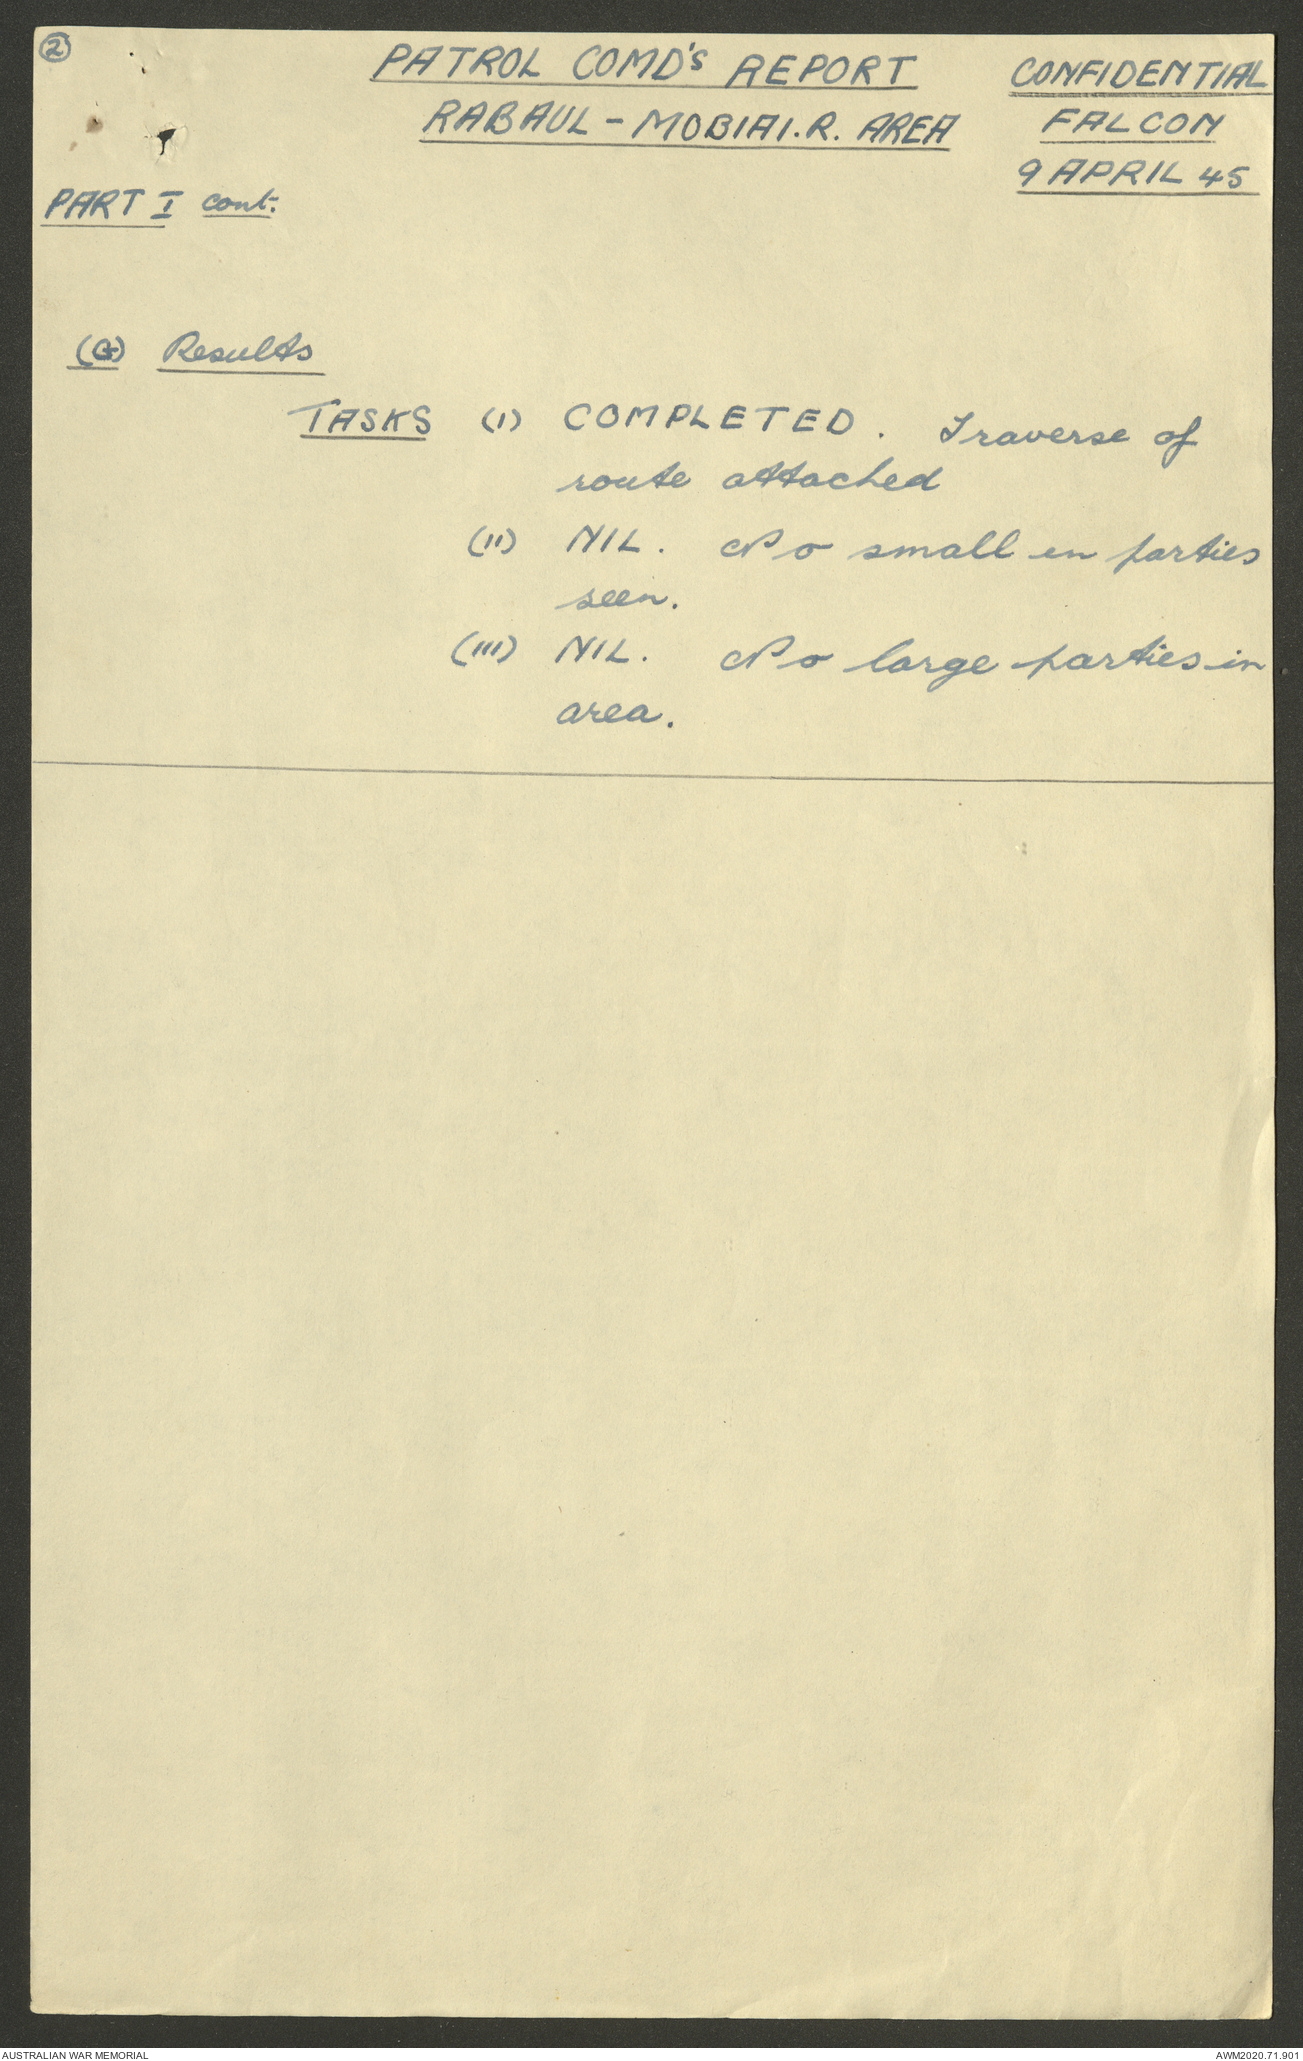 ②
PATROL COMD'S REPORT
RABAUL - MOBIAI.R. AREA
CONFIDENTIAL
FALCON
9 APRIL 45
PART I cont.
(G) Results
TASKS (I) COMPLETED. Traverse of
route attached
(II) NIL. No small en parties
seen.
(III) NIL. No large parties in
area.
AUSTRALIAN WAR MEMORIAL
AWM2020.71.901